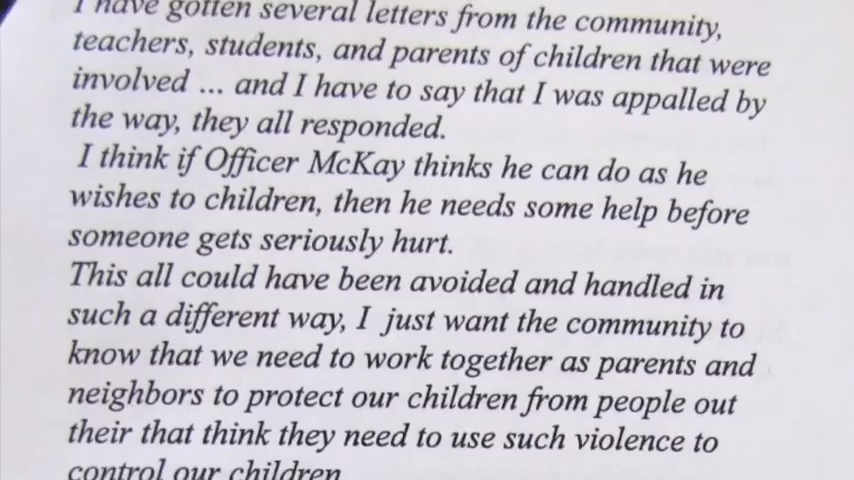 I have gotten several letters from the community,
teachers, students, and parents of children that were
involved ... and I have to say that I was appalled by
the way, they all responded.
I think if Officer McKay thinks he can do as he
wishes to children, then he needs some help before
someone gets seriously hurt.
This all could have been avoided and handled in
such a different way, I just want the community to
know that we need to work together as parents and
neighbors to protect our children from people out
their that think they need to use such violence to
control our children